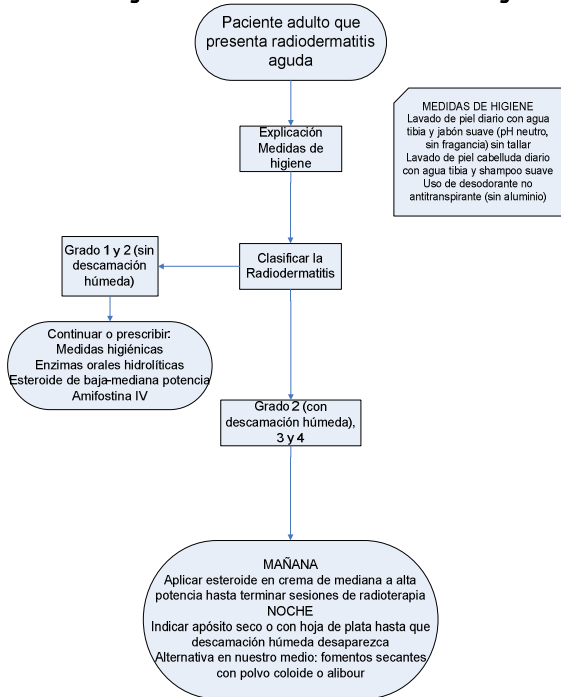 Paciente adulto que
presenta radiodermatitis
aguda
MEDIDAS DE HIGIENE
Lavado de piel diario con agua
tibia y jabón suave (pH neutro,
sin fragancia) sin tallar
Lavado de piel cabelluda diario
con agua tibia y shampoo suave
Uso de desodorante no
antitranspirante (sin aluminio)
Explicación
Medidas de
higiene
Clasificar la
Radiodermatitis
Grado 1 y 2 (sin
descamación
húmeda)
Continuar o prescribir:
Medidas higiénicas
Enzimas orales hidrolíticas
Esteroide de baja-mediana potencia
Amifostina IV
Grado 2 (con
descamación húmeda),
3 y 4
MAÑANA
Aplicar esteroide en crema de mediana a alta
potencia hasta terminar sesiones de radioterapia
NOCHE
Indicar apósito seco o con hoja de plata hasta que
descamación húmeda desaparezca
Alternativa en nuestro medio: fomentos secantes
con polvo coloide o alibour